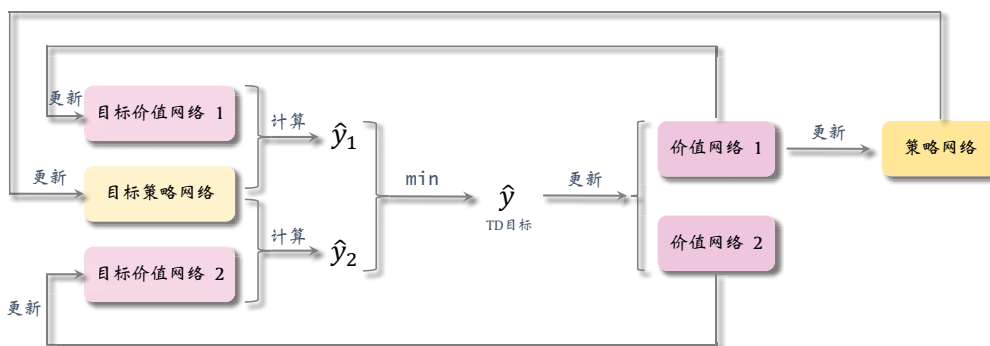 更新
目标价值网络 1
计算
ŷ₁
更新
目标策略网络
计算
ŷ₂
更新
目标价值网络 2
min
ŷ
TD目标
更新
价值网络 1
价值网络 2
更新
策略网络